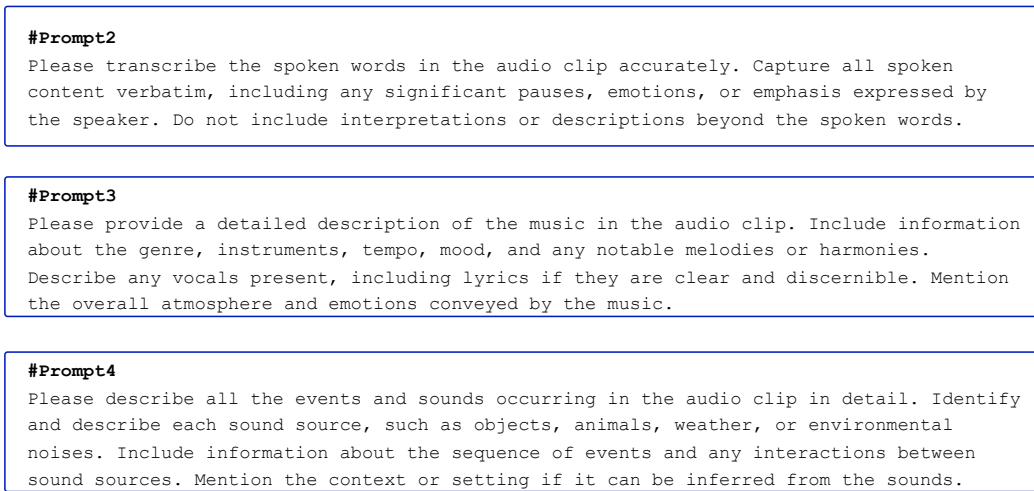 #Prompt2
Please transcribe the spoken words in the audio clip accurately. Capture all spoken
content verbatim, including any significant pauses, emotions, or emphasis expressed by
the speaker. Do not include interpretations or descriptions beyond the spoken words.
#Prompt3
Please provide a detailed description of the music in the audio clip. Include information
about the genre, instruments, tempo, mood, and any notable melodies or harmonies.
Describe any vocals present, including lyrics if they are clear and discernible. Mention
the overall atmosphere and emotions conveyed by the music.
#Prompt4
Please describe all the events and sounds occurring in the audio clip in detail. Identify
and describe each sound source, such as objects, animals, weather, or environmental
noises. Include information about the sequence of events and any interactions between
sound sources. Mention the context or setting if it can be inferred from the sounds.